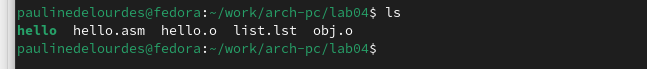 paulinedelourdes@fedora:~/work/arch-pc/lab04$ ls
hello  hello.asm  hello.o  list.lst  obj.o
paulinedelourdes@fedora:~/work/arch-pc/lab04$